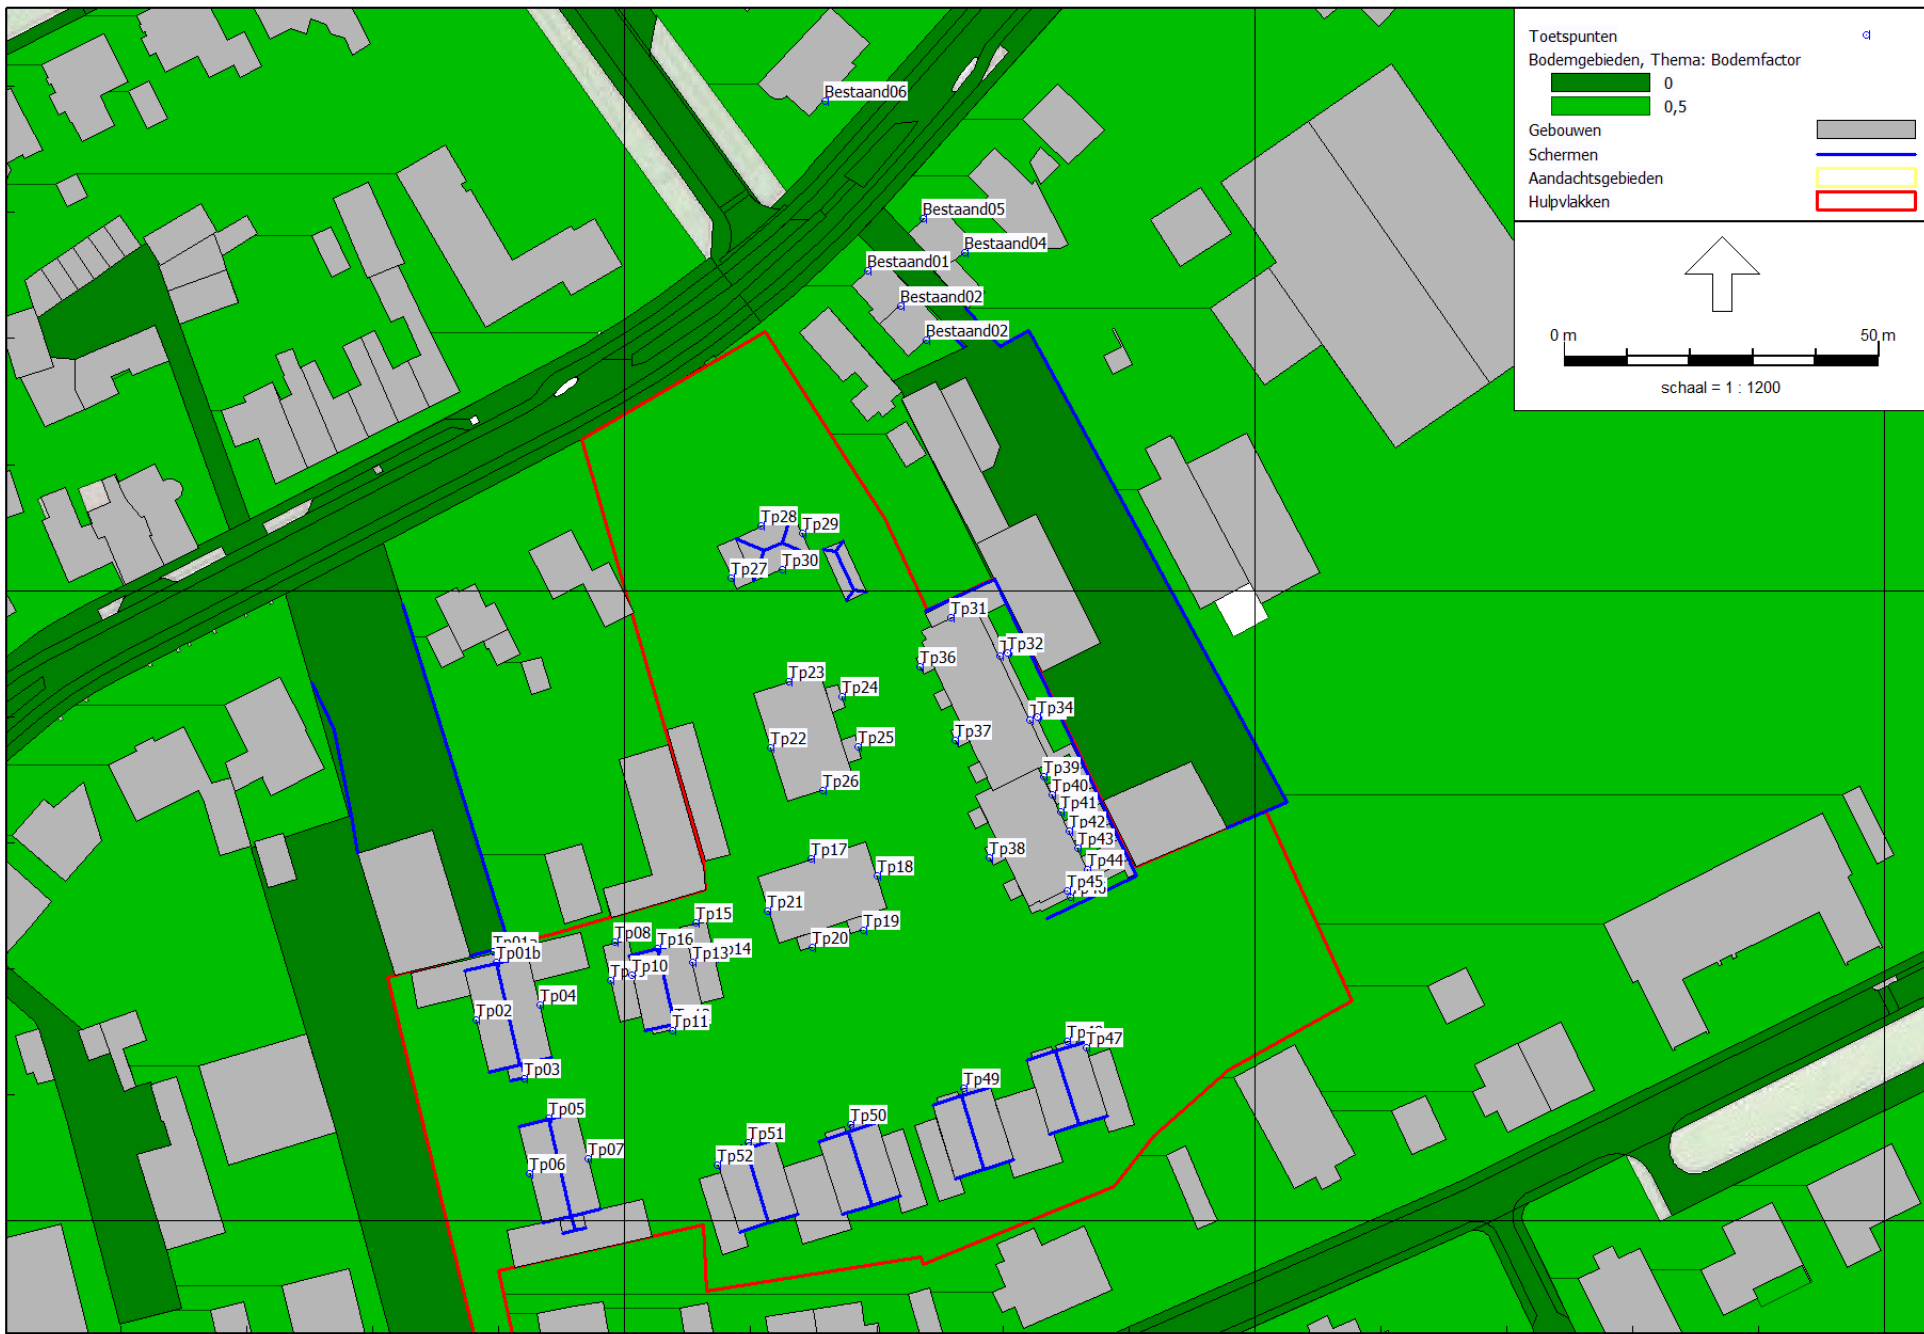 Toetspunten
Bodemgebieden, Thema: Bodemfactor
0
0,5
Gebouwen
Schermen
Aandachtsgebieden
Hulpvlakken
0 m
50 m
schaal = 1 : 1200
Bestaand06
Bestaand05
Bestaand04
Bestaand01
Bestaand02
Bestaand02
Tp28
Tp29
Tp30
Tp27
Tp31
Tp32
Tp36
Tp23
Tp24
Tp34
Tp37
Tp22
Tp25
Tp26
Tp39
Tp40
Tp41
Tp42
Tp43
Tp17
Tp38
Tp44
Tp18
Tp45
Tp21
Tp15
Tp19
Tp08
Tp16
Tp20
Tp01b
Tp13
Tp10
Tp04
Tp02
Tp11
Tp47
Tp03
Tp49
Tp05
Tp50
Tp51
Tp07
Tp52
Tp06